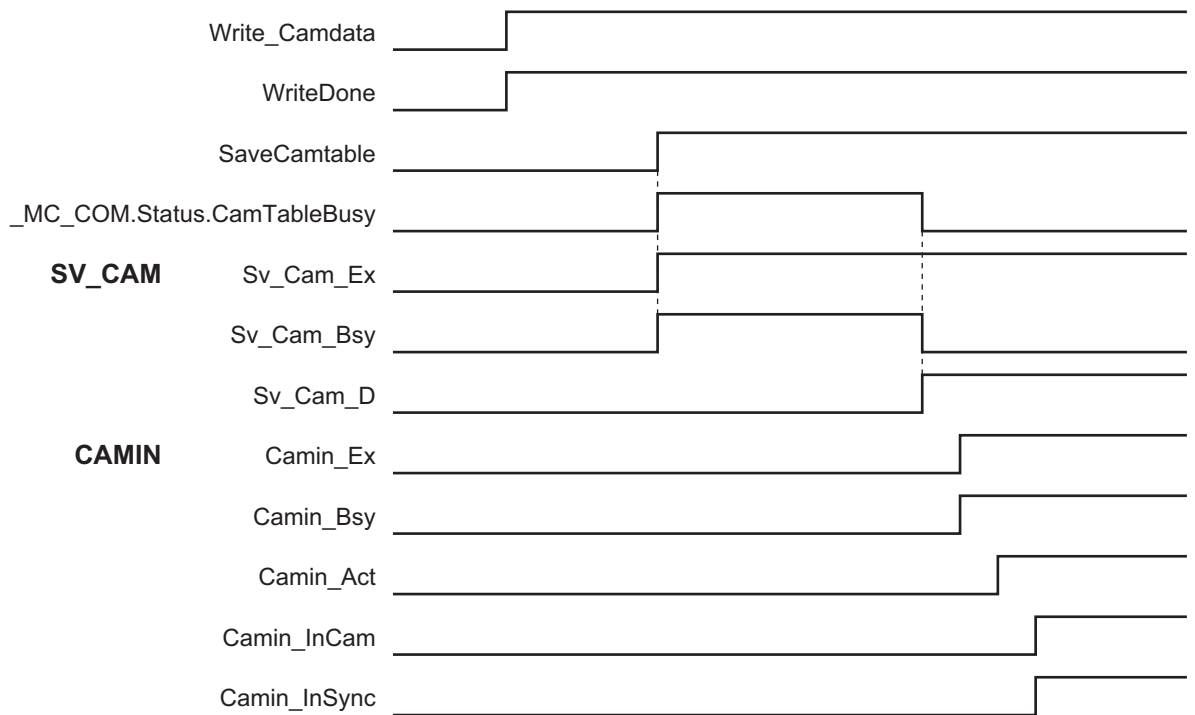 Write_Camdata
WriteDone
SaveCamtable
_MC_COM.Status.CamTableBusy
SV_CAM Sv_Cam_Ex
Sv_Cam_Bsy
Sv_Cam_D
CAMIN Camin_Ex
Camin_Bsy
Camin_Act
Camin_InCam
Camin_InSync